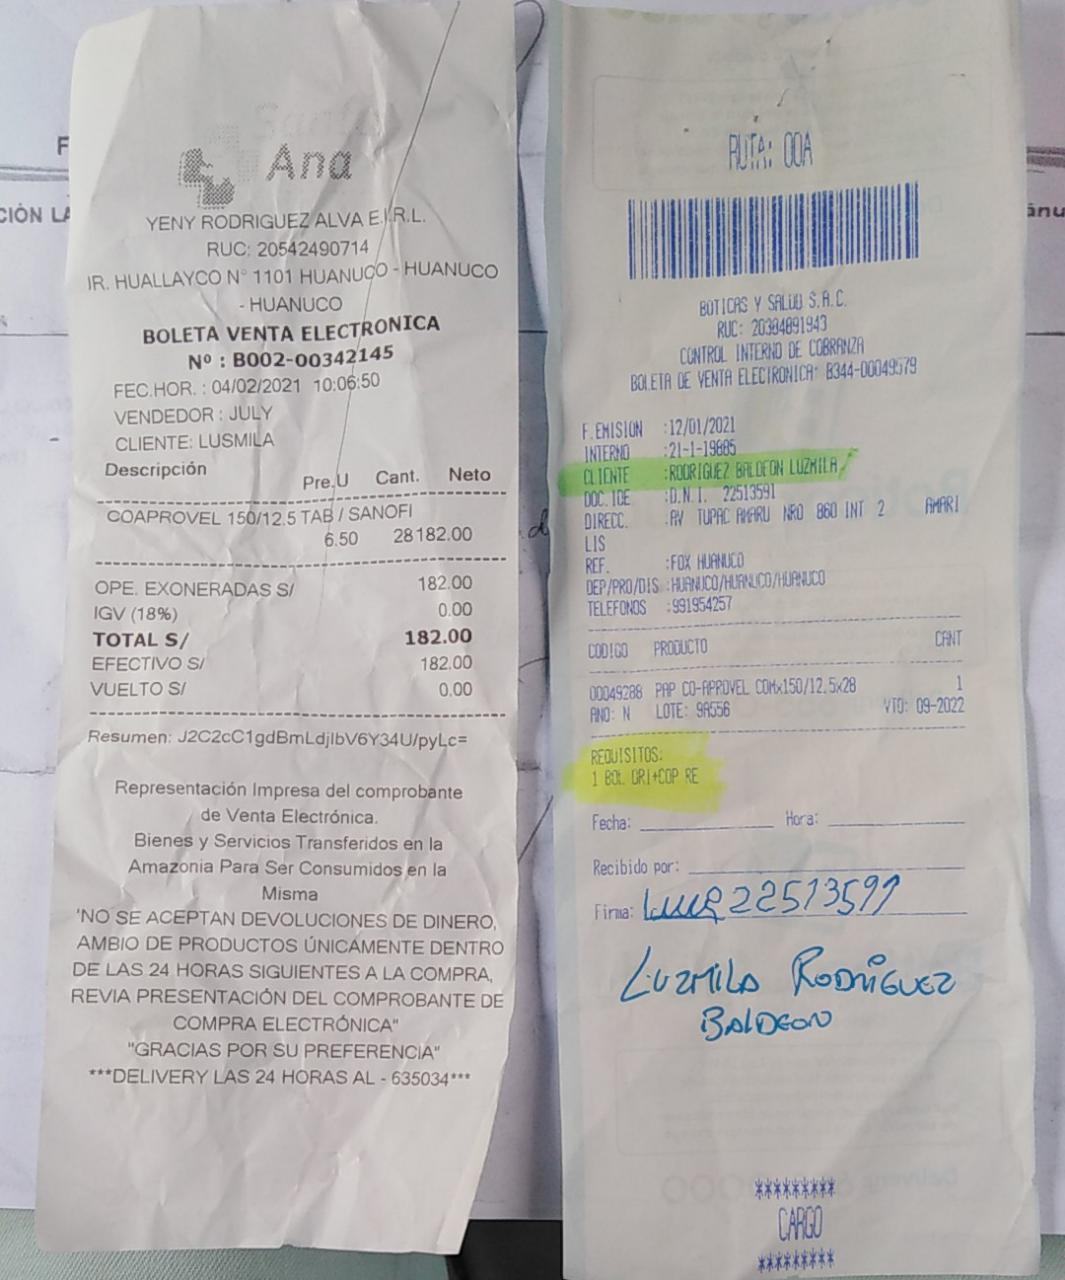 Santa
Ana
YENY RODRIGUEZ ALVA E.I.R.L.
RUC: 20542490714
IR. HUALLAYCO N° 1101 HUANUCO - HUANUCO
- HUANUCO
BOLETA VENTA ELECTRONICA
Nº : B002-00342145
FEC.HOR. : 04/02/2021 10:06:50
VENDEDOR : JULY
CLIENTE: LUSMILA
Descripción Pre.U Cant. Neto
COAPROVEL 150/12.5 TAB / SANOFI
6.50 28 182.00
OPE. EXONERADAS S/ 182.00
IGV (18%) 0.00
TOTAL S/ 182.00
EFECTIVO S/ 182.00
VUELTO S/ 0.00
Resumen: J2C2cC1gdBmLdjIbV6Y34U/pyLc=
Representación Impresa del comprobante
de Venta Electrónica.
Bienes y Servicios Transferidos en la
Amazonia Para Ser Consumidos en la
Misma
'NO SE ACEPTAN DEVOLUCIONES DE DINERO,
AMBIO DE PRODUCTOS ÚNICAMENTE DENTRO
DE LAS 24 HORAS SIGUIENTES A LA COMPRA,
REVIA PRESENTACIÓN DEL COMPROBANTE DE
COMPRA ELECTRÓNICA"
"GRACIAS POR SU PREFERENCIA"
***DELIVERY LAS 24 HORAS AL - 635034***
RUTA: 00A
BOTICAS Y SALUD S.A.C.
RUC: 20384891943
CONTROL INTERNO DE COBRANZA
BOLETA DE VENTA ELECTRONICA: B344-00049579
F.EMISION :12/01/2021
INTERNO :21-1-19885
CLIENTE :RODRIGUEZ BALDEON LUZMILA
DOC.IDE :D.N.I. 22513591
DIRECC. :AV TUPAC AMARU NRO 860 INT 2 AMARI
LIS
REF. :FOX HUANUCO
DEP/PRO/DIS :HUANUCO/HUANUCO/HUANUCO
TELEFONOS :991954257
CODIGO PRODUCTO CANT
00049288 PAP CO-APROVEL COMx150/12.5x28 1
AND: N LOTE: 9A556 VTO: 09-2022
REQUISITOS:
1 BOL ORI+COP RE
Fecha: Hora:
Recibido por:
Firma: 22513591
LUZMILA RODRIGUEZ
BALDEON
*********
CARGO
*********